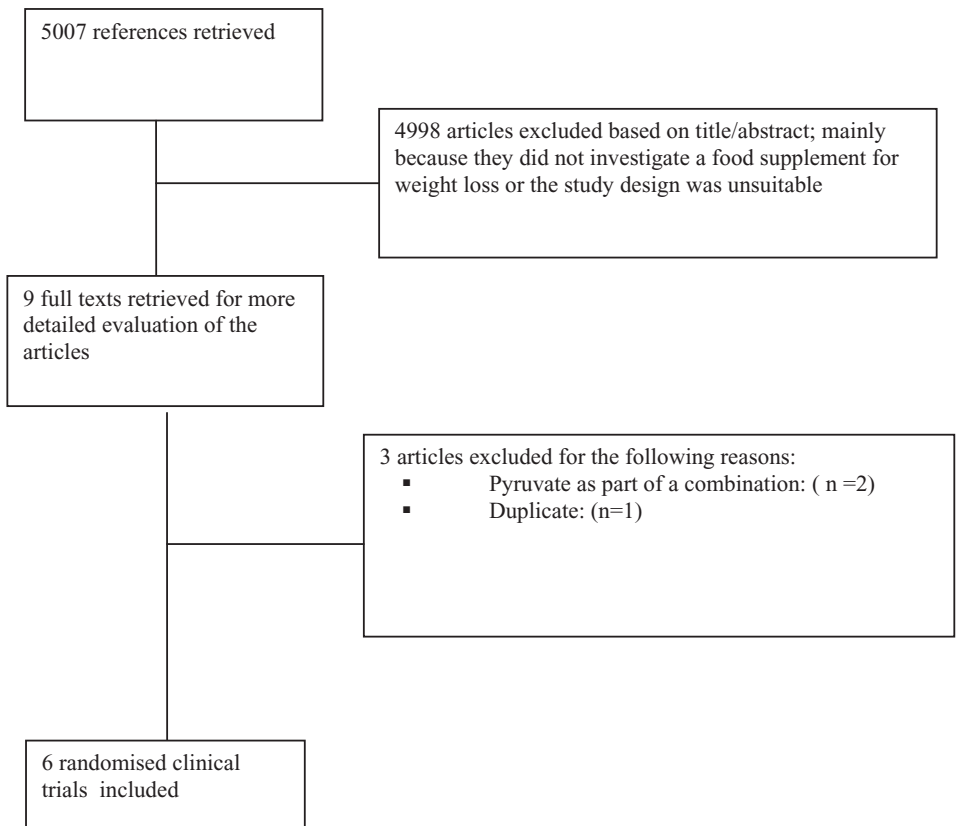 5007 references retrieved
4998 articles excluded based on title/abstract; mainly
because they did not investigate a food supplement for
weight loss or the study design was unsuitable
9 full texts retrieved for more
detailed evaluation of the
articles
3 articles excluded for the following reasons:
▪ Pyruvate as part of a combination: ( n =2)
▪ Duplicate: (n=1)
6 randomised clinical
trials  included